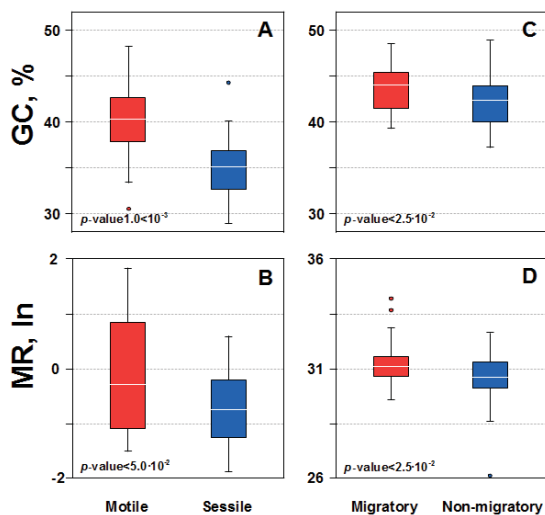 GC, %
A
50
40
30
p-value1.0<10-3
C
50
40
30
p-value<2.5·10-2
MR, ln
B
2
0
-2
p-value<5.0·10-2
Motile
Sessile
D
36
31
26
p-value<2.5·10-2
Migratory
Non-migratory